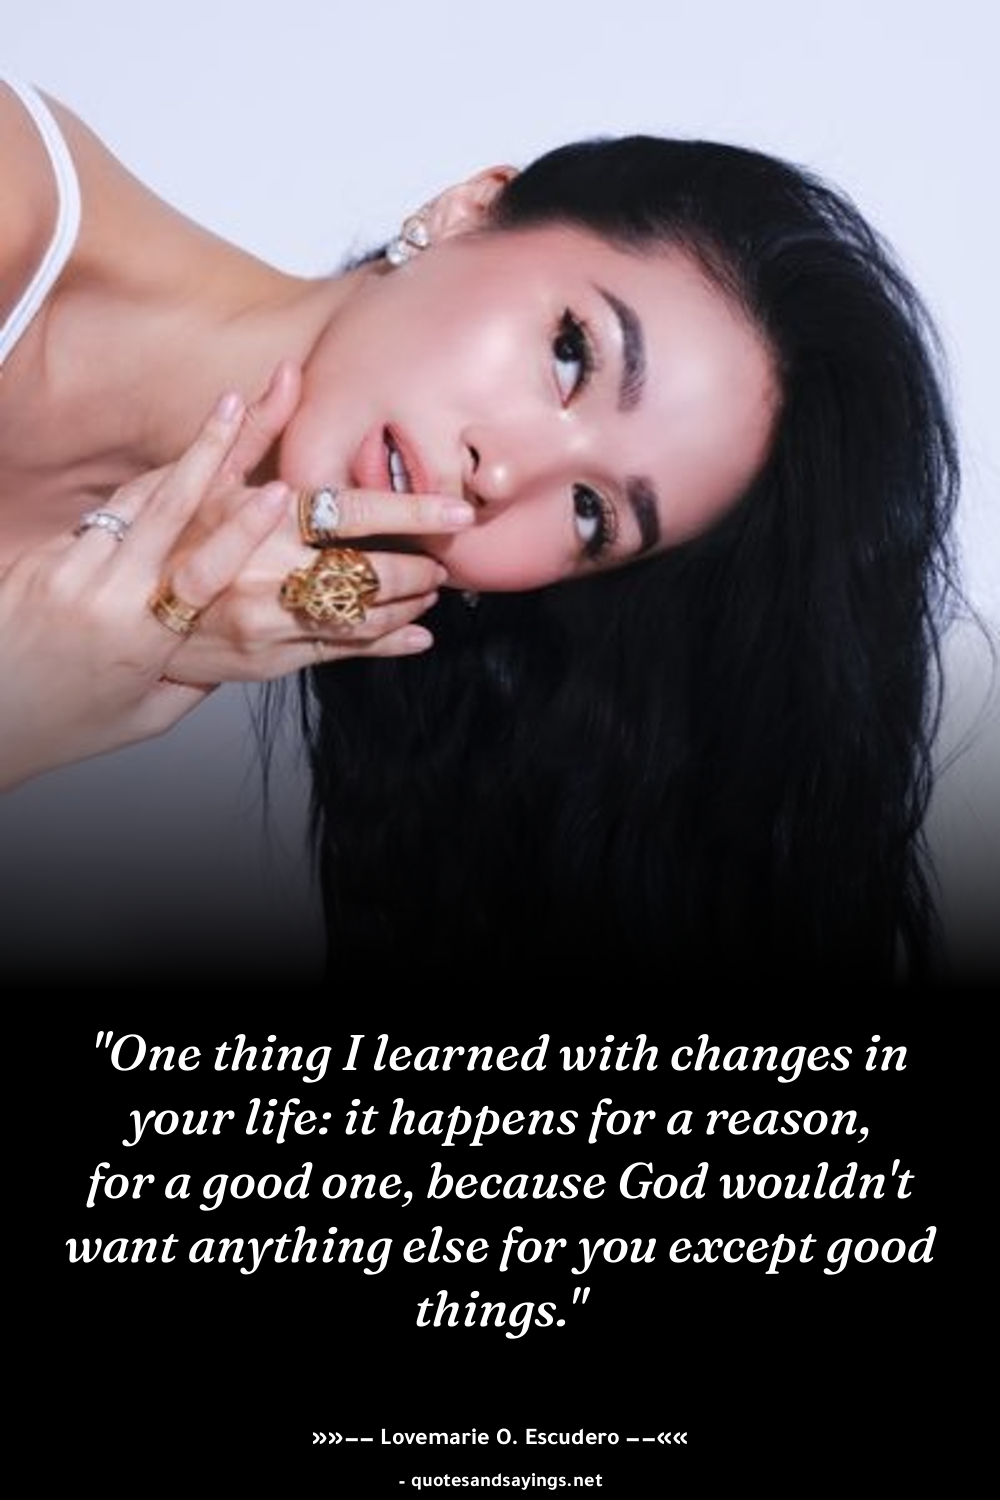 "One thing I learned with changes in
your life: it happens for a reason,
for a good one, because God wouldn't
want anything else for you except good
things."
»»–– Lovemarie O. Escudero ––««
- quotesandsayings.net